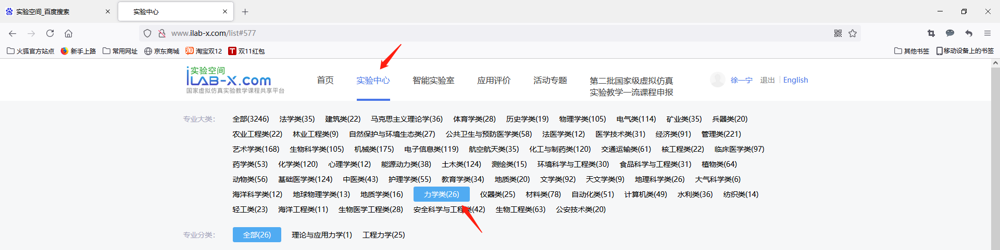 实验空间_百度搜索
实验中心
www.ilab-x.com/list#577
火狐官方站点 新手上路 常用网址 京东商城 淘宝双12 双11红包 其他书签 移动设备上的书签
实验空间
iLAB-X.com
国家虚拟仿真实验教学课程共享平台
首页 实验中心 智能实验室 应用评价 活动专题
第二批国家级虚拟仿真
实验教学一流课程申报
徐一宁 退出 English
专业大类: 全部(3246) 法学类(35) 建筑类(22) 马克思主义理论学(36) 体育学类(28) 历史学类(19) 物理学类(105) 电气类(114) 矿业类(35) 兵器类(20)
农业工程类(22) 林业工程类(9) 自然保护与环境生态类(27) 公共卫生与预防医学类(58) 法医学类(12) 医学技术类(31) 经济类(91) 管理类(221)
艺术学类(168) 生物科学类(105) 机械类(175) 电子信息类(119) 航空航天类(35) 化工与制药类(120) 交通运输类(61) 核工程类(22) 临床医学类(97)
药学类(53) 化学类(120) 心理学类(12) 能源动力类(38) 土木类(124) 测绘类(15) 环境科学与工程类(30) 食品科学与工程类(31) 植物类(64)
动物类(56) 基础医学类(124) 中医类(43) 护理学类(55) 教育学类(34) 地质类(20) 文学类(92) 天文学类(9) 地理科学类(26) 大气科学类(6)
海洋科学类(12) 地球物理学类(13) 地质学类(16) 力学类(26) 仪器类(25) 材料类(78) 自动化类(51) 计算机类(49) 水利类(36) 纺织类(14)
轻工类(23) 海洋工程类(11) 生物医学工程类(28) 安全科学与工程类(42) 生物工程类(63) 公安技术类(20)
专业分类: 全部(26) 理论与应用力学(1) 工程力学(25)